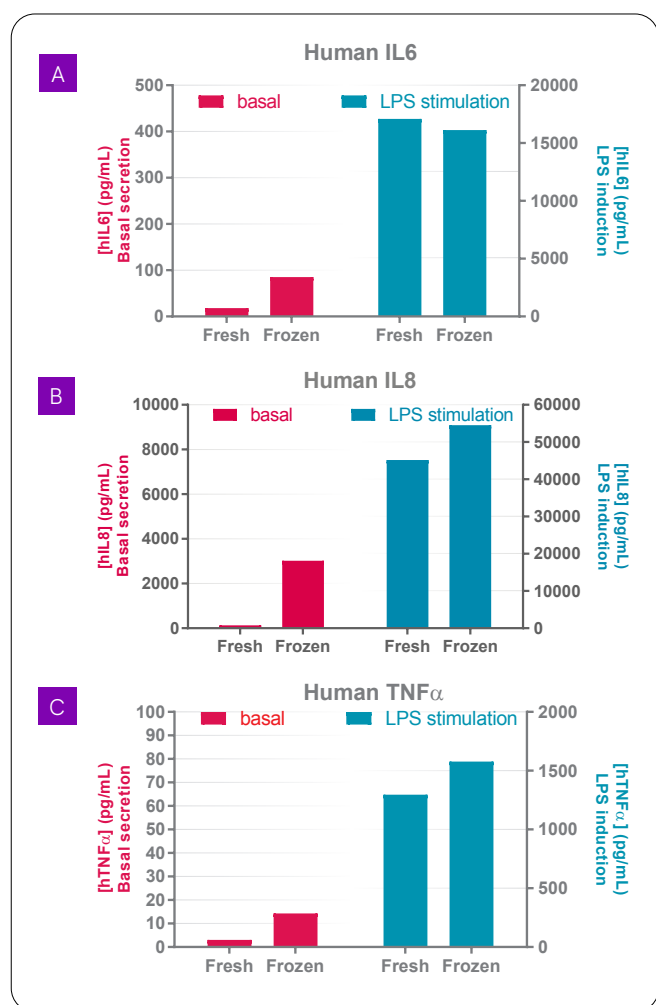 A
Human IL6
basal
LPS stimulation
500
400
300
200
100
0
[hIL6] (pg/mL)
Basal secretion
20000
15000
10000
5000
0
[hIL6] (pg/mL)
LPS induction
Fresh Frozen Fresh Frozen
B
Human IL8
basal
LPS stimulation
10000
8000
6000
4000
2000
0
[hIL8] (pg/mL)
Basal secretion
60000
50000
40000
30000
20000
10000
0
[hIL8] (pg/mL)
LPS induction
Fresh Frozen Fresh Frozen
C
Human TNFα
basal
LPS stimulation
100
90
80
70
60
50
40
30
20
10
0
[hTNFα] (pg/mL)
Basal secretion
2000
1500
1000
500
0
[hTNFα] (pg/mL)
LPS induction
Fresh Frozen Fresh Frozen